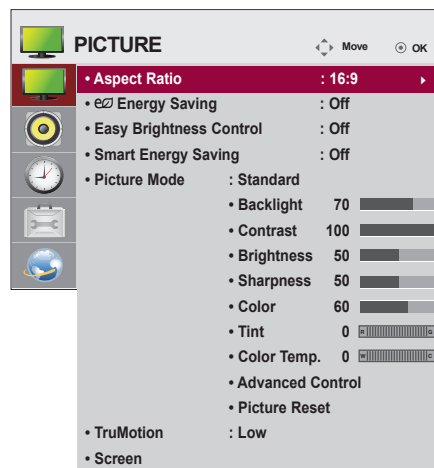 PICTURE Move OK
• Aspect Ratio : 16:9
• Energy Saving : Off
• Easy Brightness Control : Off
• Smart Energy Saving : Off
• Picture Mode : Standard
• Backlight 70
• Contrast 100
• Brightness 50
• Sharpness 50
• Color 60
• Tint 0 R G
• Color Temp. 0 W C
• Advanced Control
• Picture Reset
• TruMotion : Low
• Screen